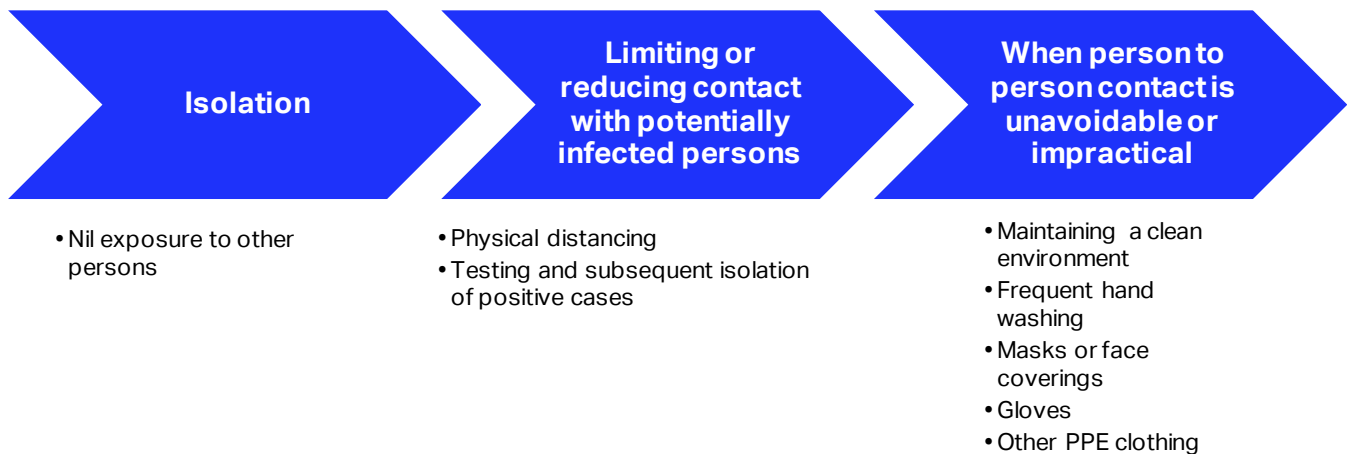 Isolation
• Nil exposure to other
persons
Limiting or
reducing contact
with potentially
infected persons
• Physical distancing
• Testing and subsequent isolation
of positive cases
When person to
person contact is
unavoidable or
impractical
• Maintaining a clean
environment
• Frequent hand
washing
• Masks or face
coverings
• Gloves
• Other PPE clothing